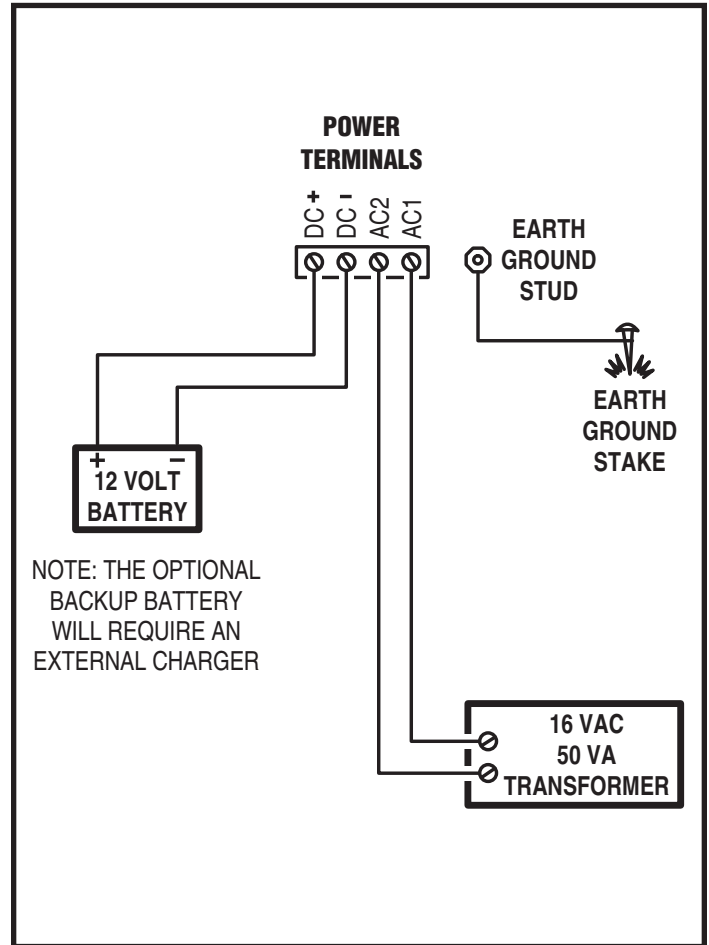 POWER
TERMINALS
DC +
DC −
AC2
AC1
EARTH
GROUND
STUD
EARTH
GROUND
STAKE
+ −
12 VOLT
BATTERY
NOTE: THE OPTIONAL
BACKUP BATTERY
WILL REQUIRE AN
EXTERNAL CHARGER
16 VAC
50 VA
TRANSFORMER